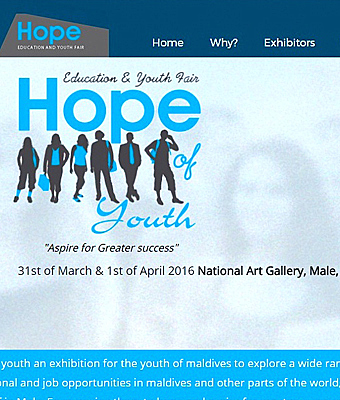 Hope
EDUCATION AND YOUTH FAIR
Home Why? Exhibitors
Education & Youth Fair
Hope
of
Youth
"Aspire for Greater success"
31st of March & 1st of April 2016 National Art Gallery, Male,
youth an exhibition for the youth of maldives to explore a wide ran
onal and job opportunities in maldives and other parts of the world,